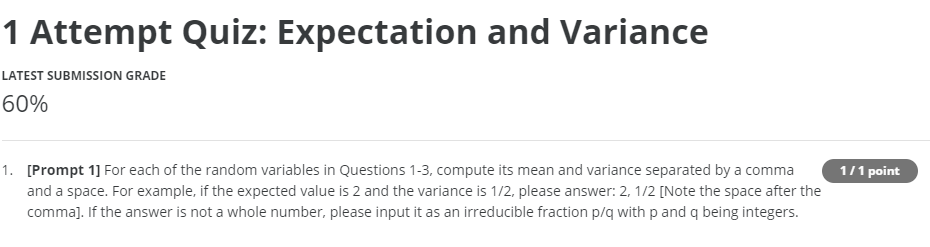 1 Attempt Quiz: Expectation and Variance
LATEST SUBMISSION GRADE
60%
1. [Prompt 1] For each of the random variables in Questions 1-3, compute its mean and variance separated by a comma
1 / 1 point
and a space. For example, if the expected value is 2 and the variance is 1/2, please answer: 2, 1/2 [Note the space after the
comma]. If the answer is not a whole number, please input it as an irreducible fraction p/q with p and q being integers.